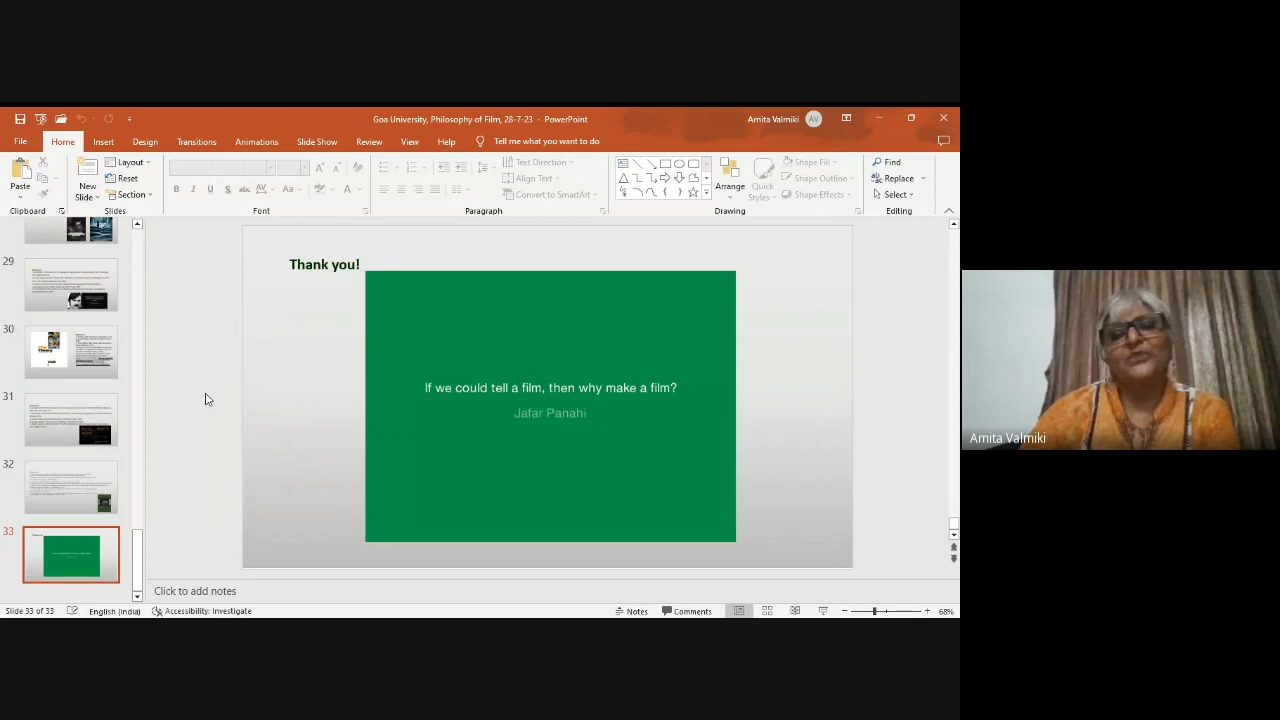 Goa University, Philosophy of Film, 28-7-23 - PowerPoint
Amita Valmiki AV
File Home Insert Design Transitions Animations Slide Show Review View Help Tell me what you want to do
Paste
New Slide
Layout
Reset
Section
B I U S abc AV Aa A
Text Direction
Align Text
Convert to SmartArt
Arrange
Quick Styles
Shape Fill
Shape Outline
Shape Effects
Find
Replace
Select
Clipboard Slides Font Paragraph Drawing Editing
29
30
31
32
33
Thank you!
If we could tell a film, then why make a film?
Jafar Panahi
Amita Valmiki
Click to add notes
Slide 33 of 33 English (India) Accessibility: Investigate Notes Comments 68%